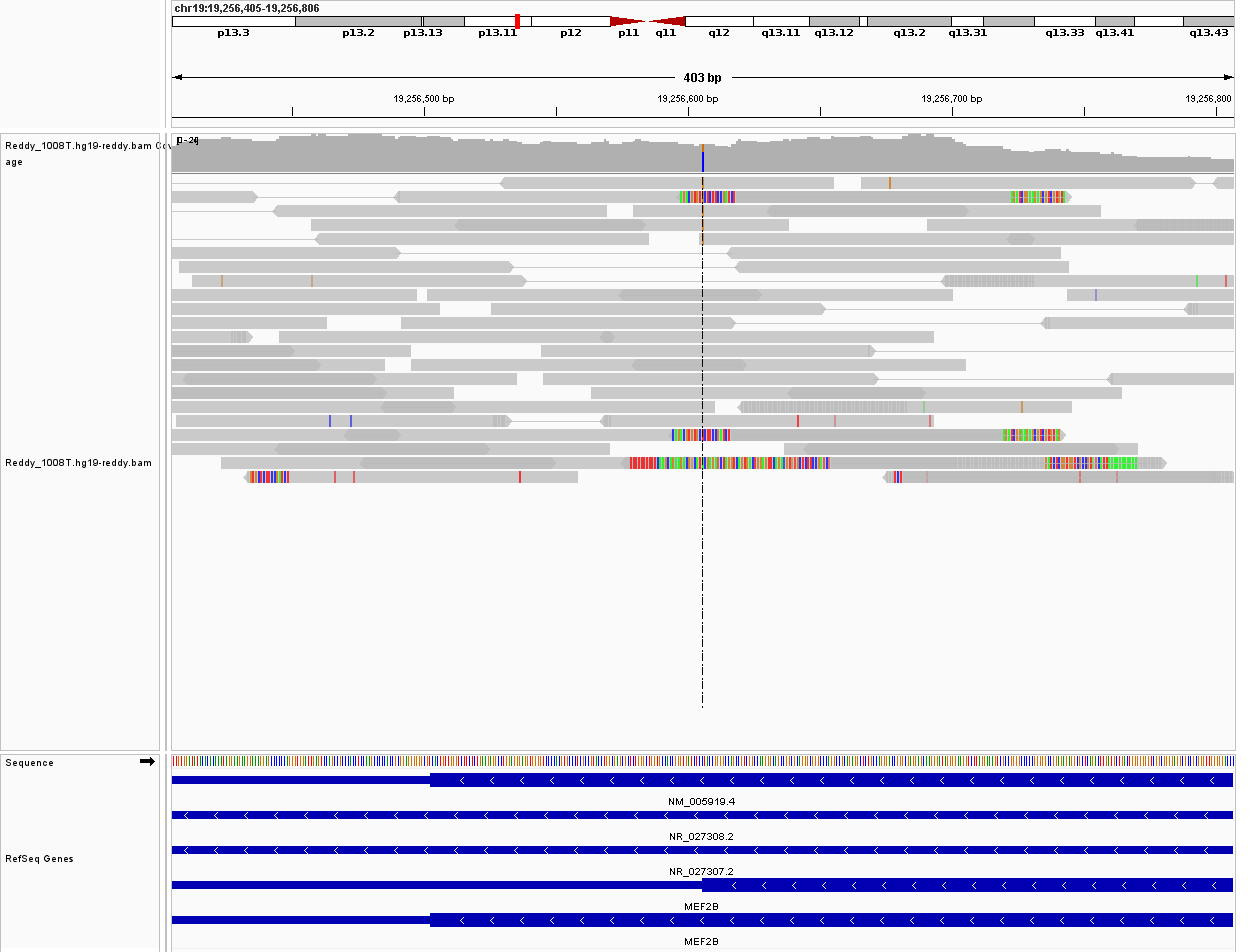 chr19:19,256,405-19,256,806
p13.3 p13.2 p13.13 p13.11 p12 p11 q11 q12 q13.11 q13.12 q13.2 q13.31 q13.33 q13.41 q13.43
403 bp
19,256,500 bp 19,256,600 bp 19,256,700 bp 19,256,800
Reddy_1008T.hg19-reddy.bam Cov
age
Reddy_1008T.hg19-reddy.bam
Sequence
NM_005919.4
NR_027308.2
RefSeq Genes
NR_027307.2
MEF2B
MEF2B